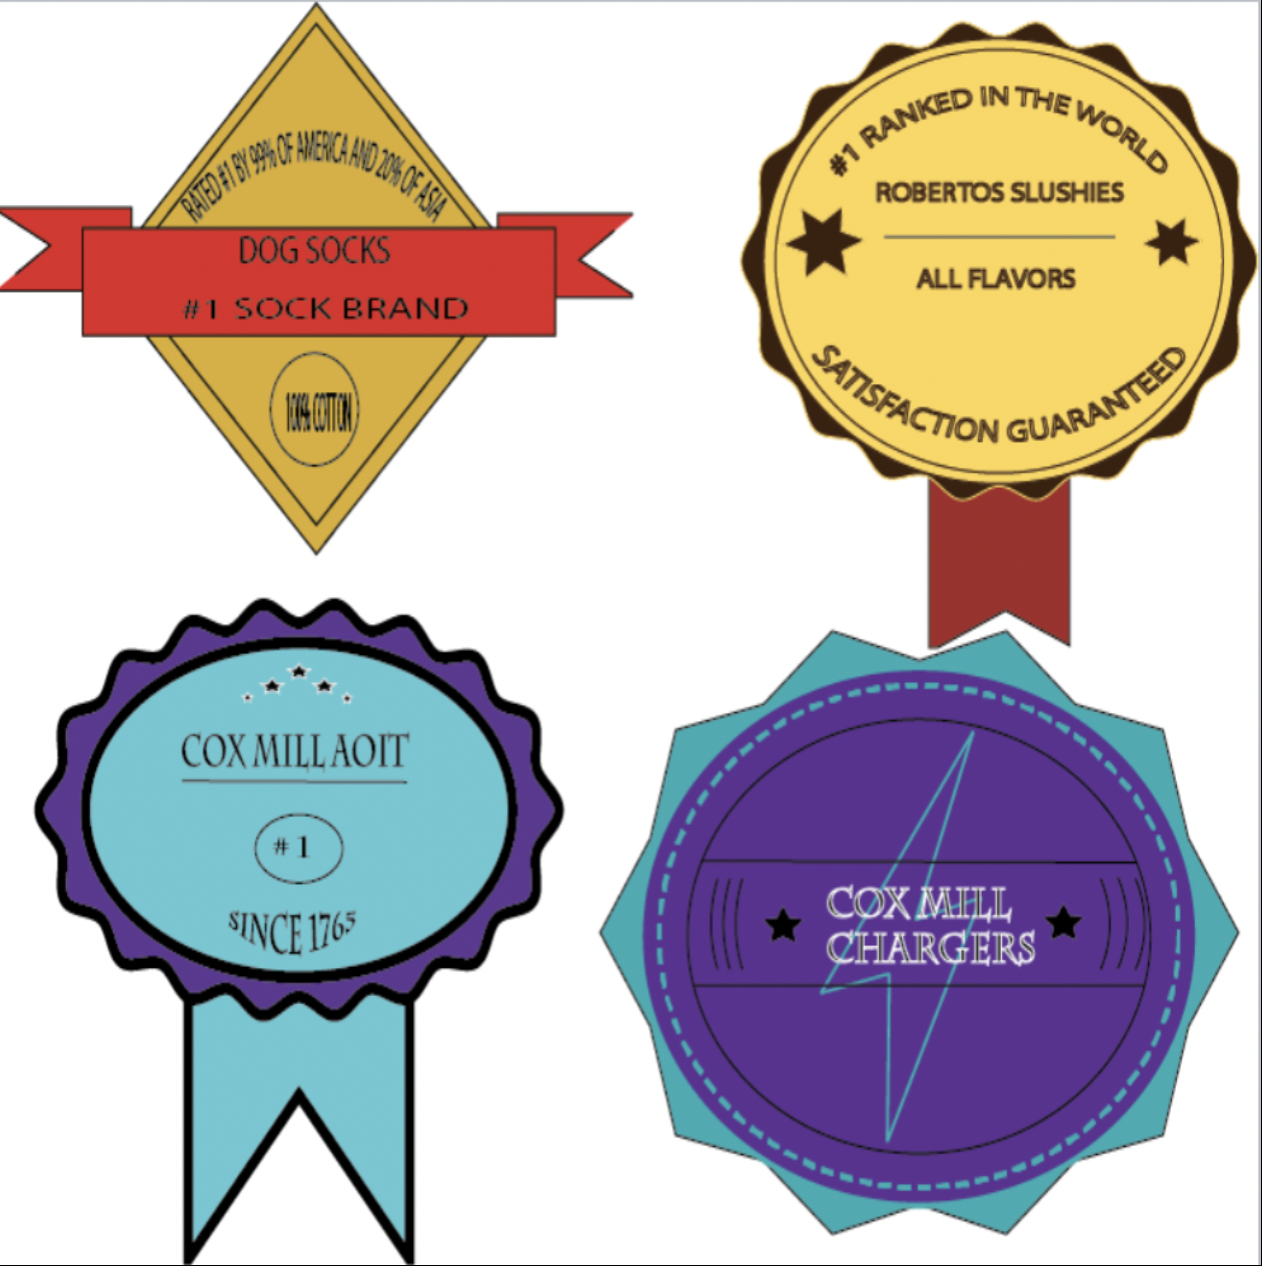 RATED #1 BY 99% OF AMERICA AND 20% OF ASIA
DOG SOCKS
#1 SOCK BRAND
100% COTTON
#1 RANKED IN THE WORLD
ROBERTOS SLUSHIES
ALL FLAVORS
SATISFACTION GUARANTEED
COX MILL AOIT
#1
SINCE 1765
COX MILL
CHARGERS